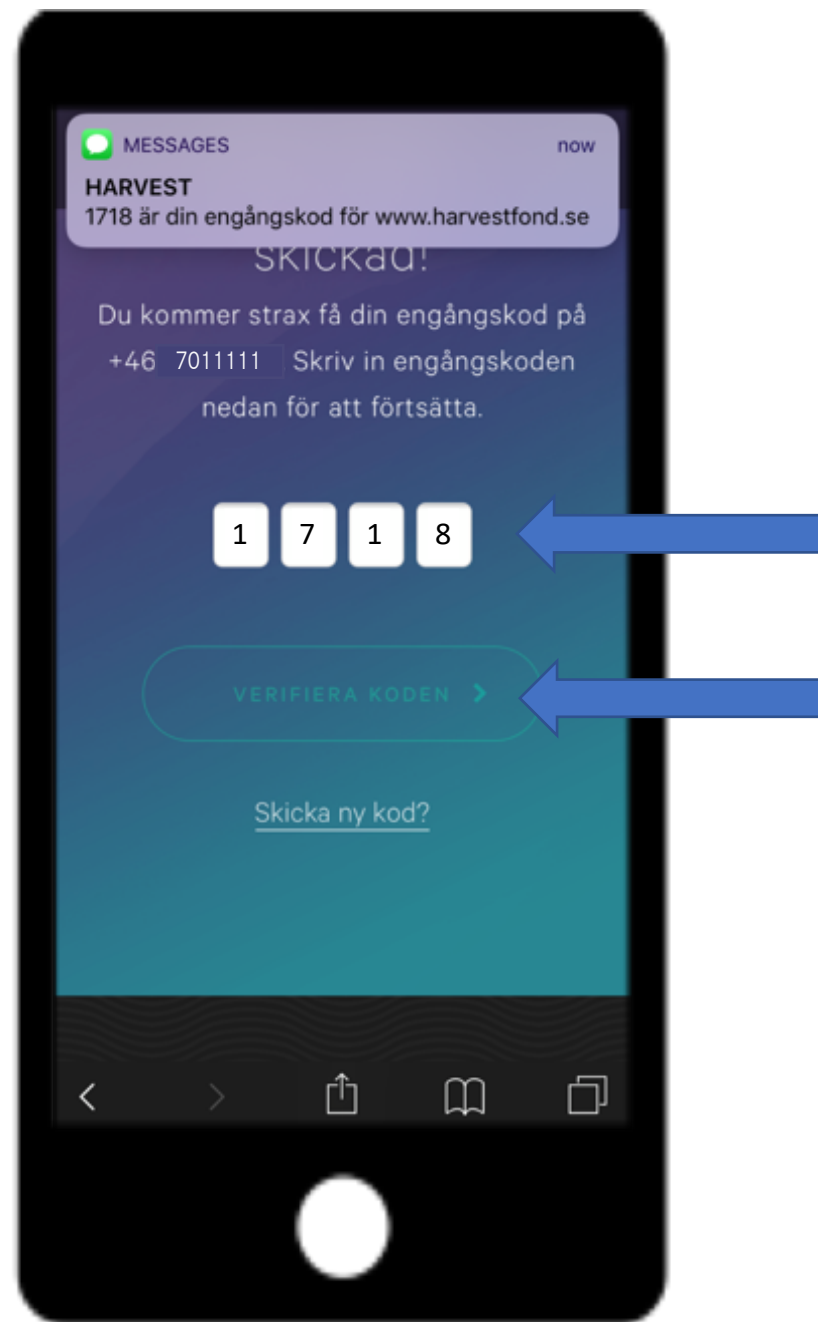 MESSAGES now
HARVEST
1718 är din engångskod för www.harvestfond.se
skickad!
Du kommer strax få din engångskod på
+46 7011111 Skriv in engångskoden
nedan för att förtsätta.
1 7 1 8
VERIFIERA KODEN
Skicka ny kod?